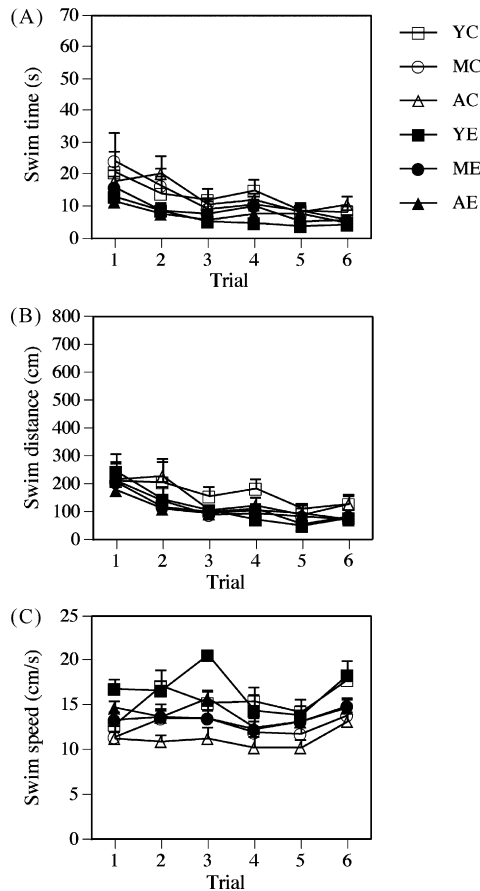 (A)
Swim time (s)
70
60
50
40
30
20
10
0
1 2 3 4 5 6
Trial
YC
MC
AC
YE
ME
AE
(B)
Swim distance (cm)
800
700
600
500
400
300
200
100
0
1 2 3 4 5 6
Trial
(C)
Swim speed (cm/s)
25
20
15
10
5
0
1 2 3 4 5 6
Trial